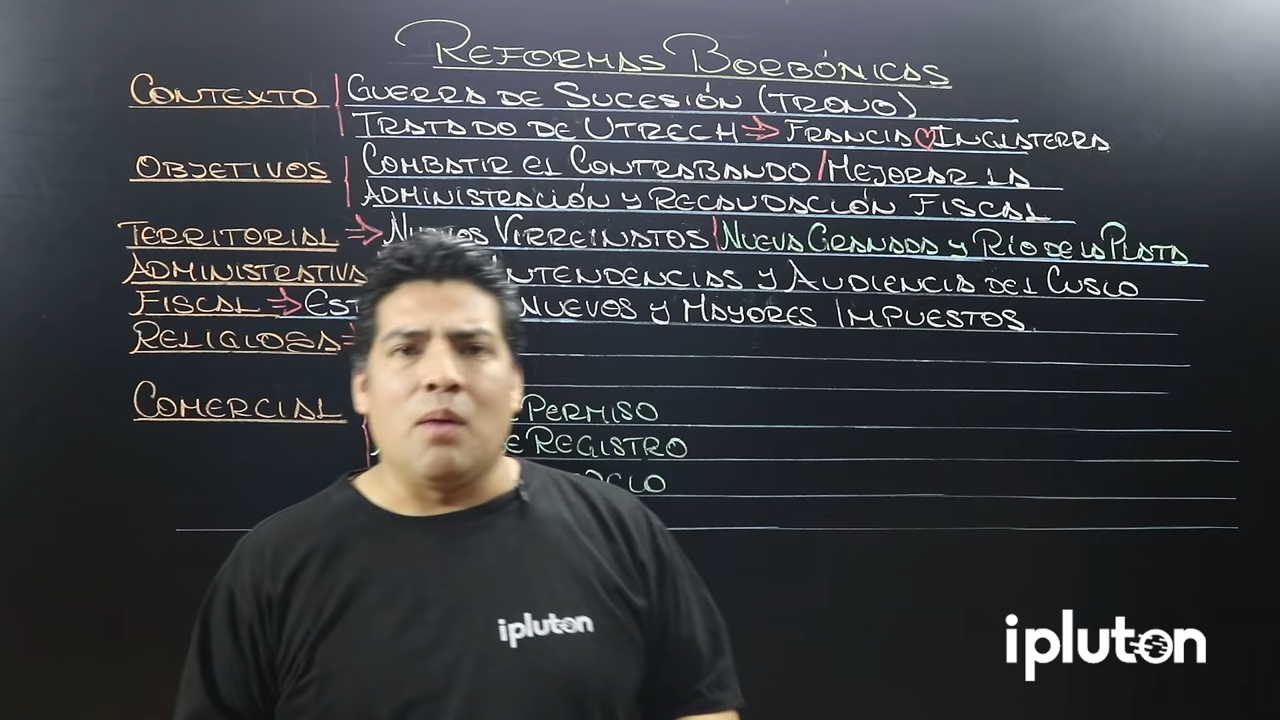 REFORMAS BORBÓNICAS
CONTEXTO GUERRA DE SUCESIÓN (TRONO)
TRATADO DE UTRECH ⇒ FRANCIA ♡ INGLATERRA
OBJETIVOS COMBATIR EL CONTRABANDO / MEJORAR LA
ADMINISTRACIÓN Y RECAUDACIÓN FISCAL
TERRITORIAL ⇒ NUEVOS VIRREINATOS | NUEVA GRANADA Y RÍO DE LA PLATA
ADMINISTRATIVA INTENDENCIAS Y AUDIENCIA DEL CUSCO
FISCAL ⇒ NUEVOS Y MAYORES IMPUESTOS
RELIGIOSA ⇒
COMERCIAL PERMISO
REGISTRO
ipluton
ipluton